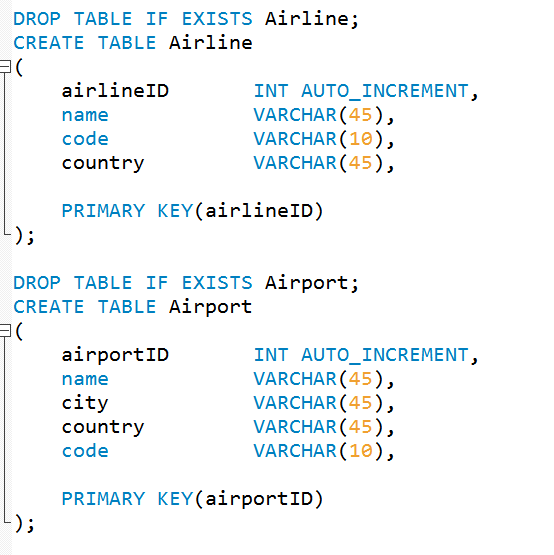 DROP TABLE IF EXISTS Airline;
CREATE TABLE Airline
(
airlineID INT AUTO_INCREMENT,
name VARCHAR(45),
code VARCHAR(10),
country VARCHAR(45),
PRIMARY KEY(airlineID)
);
DROP TABLE IF EXISTS Airport;
CREATE TABLE Airport
(
airportID INT AUTO_INCREMENT,
name VARCHAR(45),
city VARCHAR(45),
country VARCHAR(45),
code VARCHAR(10),
PRIMARY KEY(airportID)
);